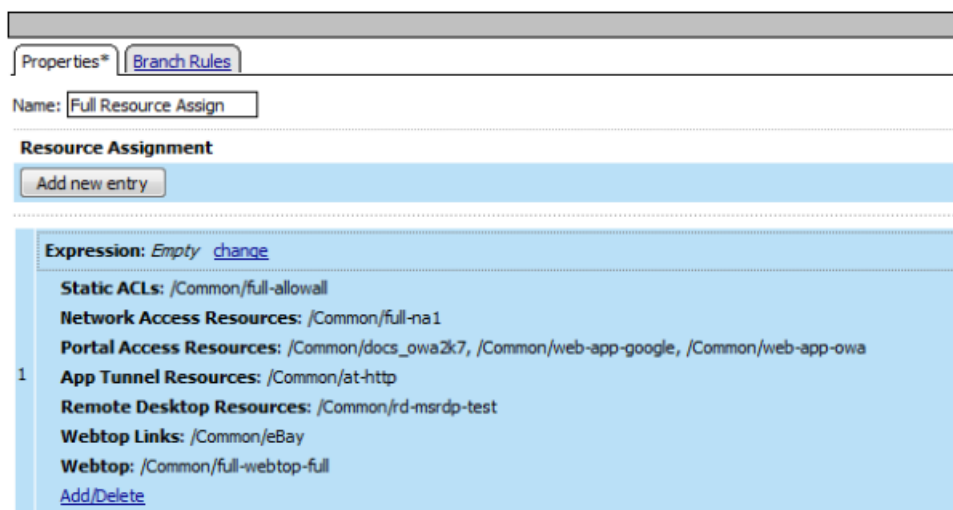 Properties* Branch Rules
Name: Full Resource Assign
Resource Assignment
Add new entry
Expression: Empty change
Static ACLs: /Common/full-allowall
Network Access Resources: /Common/full-na1
Portal Access Resources: /Common/docs_owa2k7, /Common/web-app-google, /Common/web-app-owa
1 App Tunnel Resources: /Common/at-http
Remote Desktop Resources: /Common/rd-msrdp-test
Webtop Links: /Common/eBay
Webtop: /Common/full-webtop-full
Add/Delete